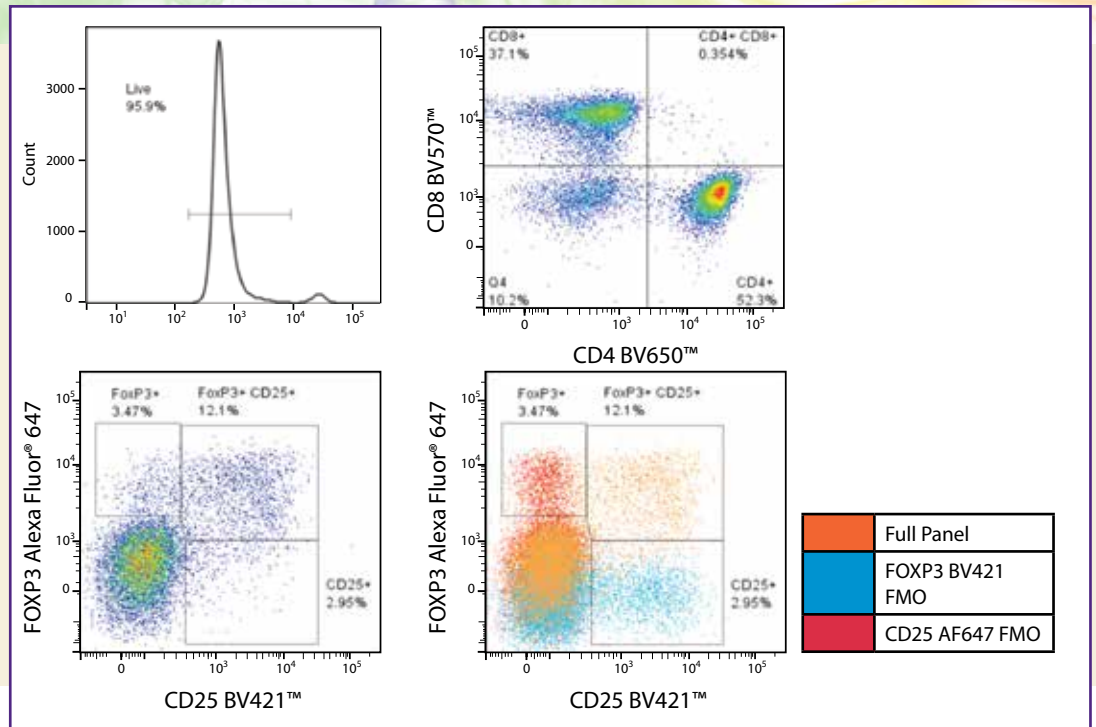 Live
95.9%
3000
2000
1000
0
Count
10¹
10²
10³
10⁴
10⁵
CD8+
37.1%
CD4+ CD8+
0.354%
10⁵
10⁴
10³
0
CD8 BV570™
Q4
10.2%
CD4+
52.3%
0
10³
10⁴
10⁵
CD4 BV650™
FoxP3+
3.47%
FoxP3+ CD25+
12.1%
10⁵
10⁴
10³
0
FOXP3 Alexa Fluor® 647
CD25+
2.95%
0
10³
10⁴
10⁵
CD25 BV421™
FoxP3+
3.47%
FoxP3+ CD25+
12.1%
10⁵
10⁴
10³
0
FOXP3 Alexa Fluor® 647
CD25+
2.95%
0
10³
10⁴
10⁵
CD25 BV421™
Full Panel
FOXP3 BV421
FMO
CD25 AF647 FMO